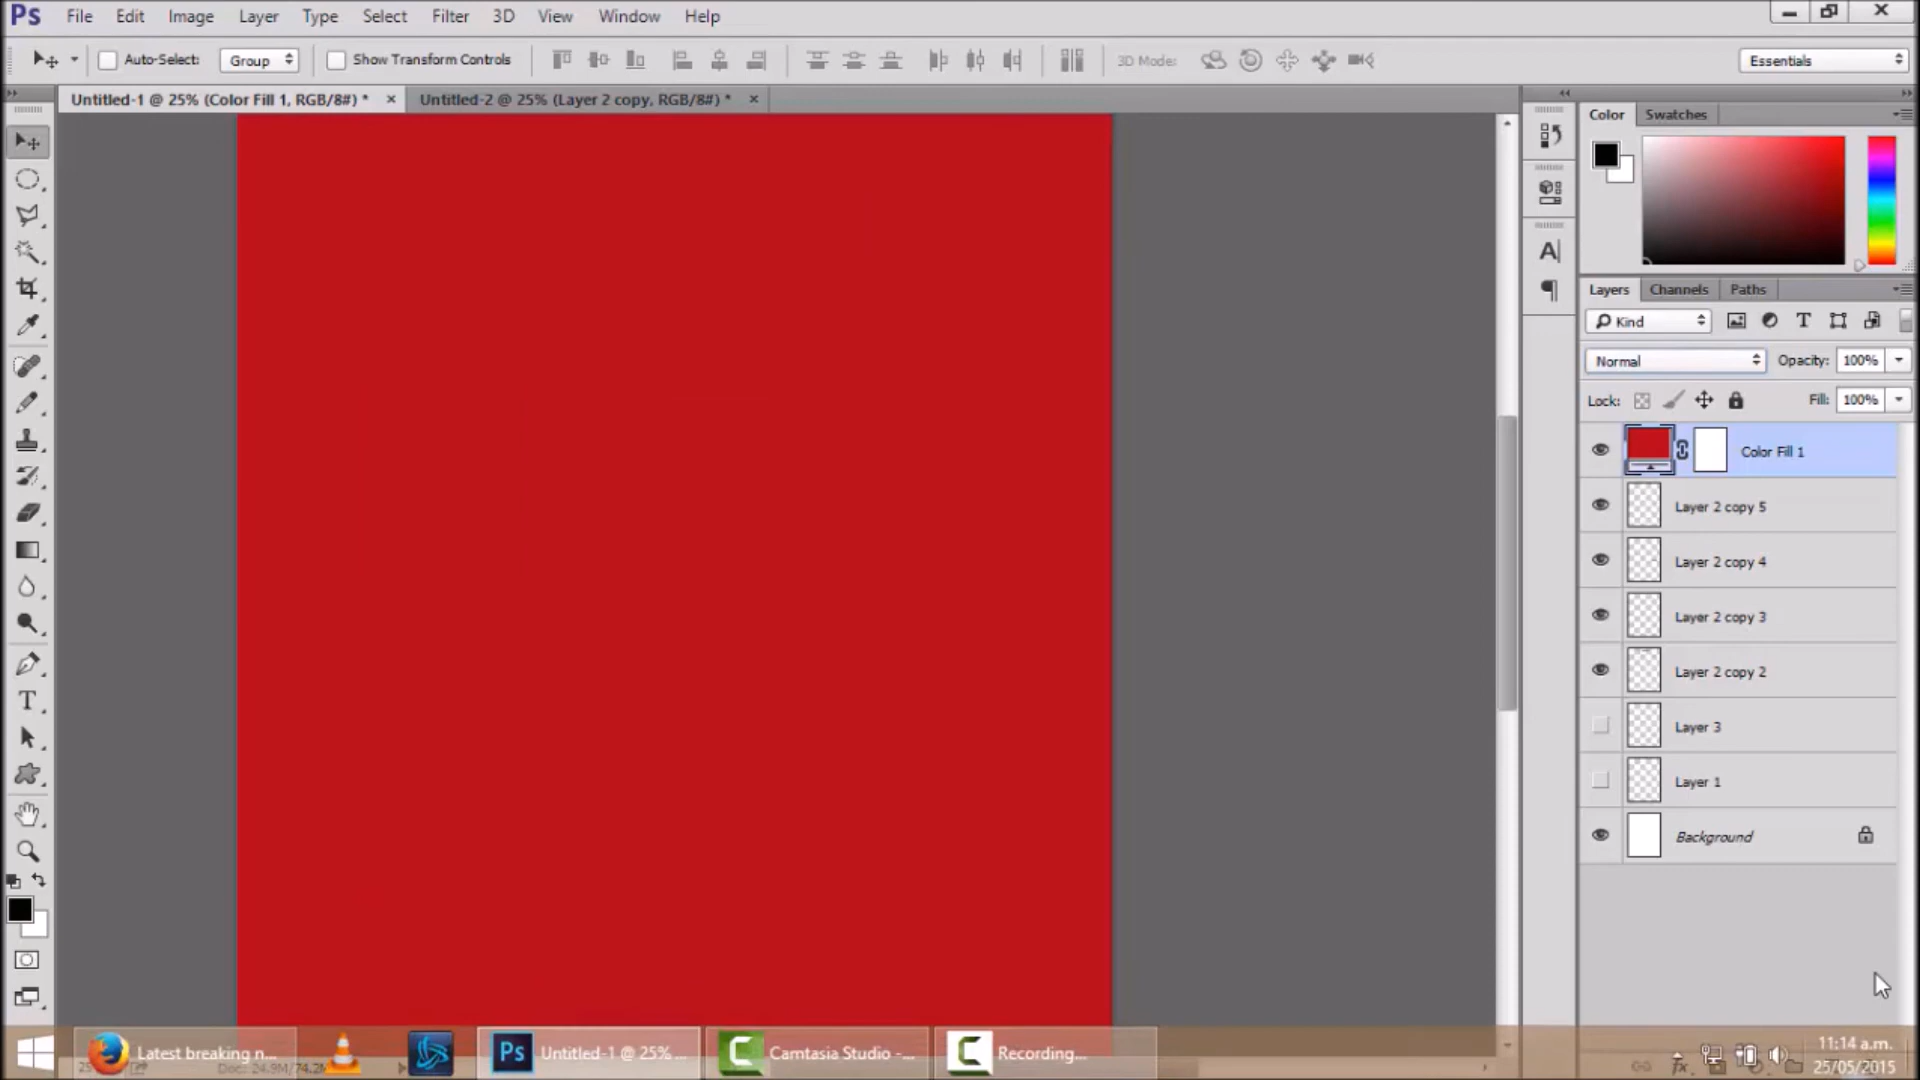 Ps File Edit Image Layer Type Select Filter 3D View Window Help
Auto-Select: Group Show Transform Controls 3D Mode: Essentials
Untitled-1 @ 25% (Color Fill 1, RGB/8#) * × Untitled-2 @ 25% (Layer 2 copy, RGB/8#) * ×
Color Swatches
Layers Channels Paths
Kind
Normal Opacity: 100%
Lock: Fill: 100%
Color Fill 1
Layer 2 copy 5
Layer 2 copy 4
Layer 2 copy 3
Layer 2 copy 2
Layer 3
Layer 1
Background
Latest breaking n... Ps Untitled-1 @ 25% ... Camtasia Studio -... Recording...
11:14 a.m.
25/05/2015
Doc: 24.9M/74.2M